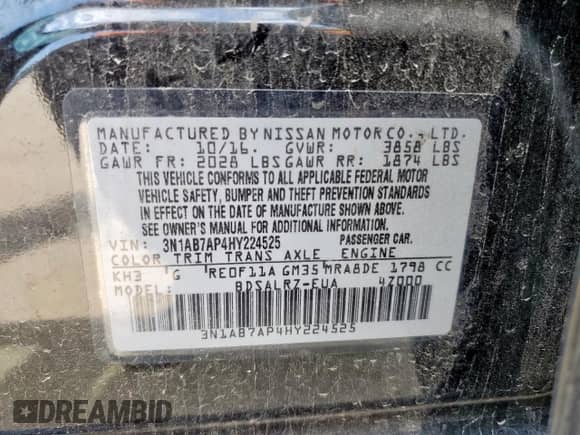 MANUFACTURED BY NISSAN MOTOR CO., LTD.
DATE: 10/16. GVWR: 3858 LBS
GAWR FR: 2028 LBS GAWR RR: 1874 LBS
THIS VEHICLE CONFORMS TO ALL APPLICABLE FEDERAL MOTOR
VEHICLE SAFETY, BUMPER AND THEFT PREVENTION STANDARDS
IN EFFECT ON THE DATE OF MANUFACTURE SHOWN ABOVE.
SEE OWNER'S MANUAL FOR ADDITIONAL INFORMATION.
VIN: 3N1AB7AP4HY224525 PASSENGER CAR.
COLOR TRIM TRANS AXLE ENGINE
KH3 G RE0F11A GM35 MRA8DE 1798 CC
MODEL: BDSALRZ-EUA 4Z000
3N1AB7AP4HY224525
DREAMBID